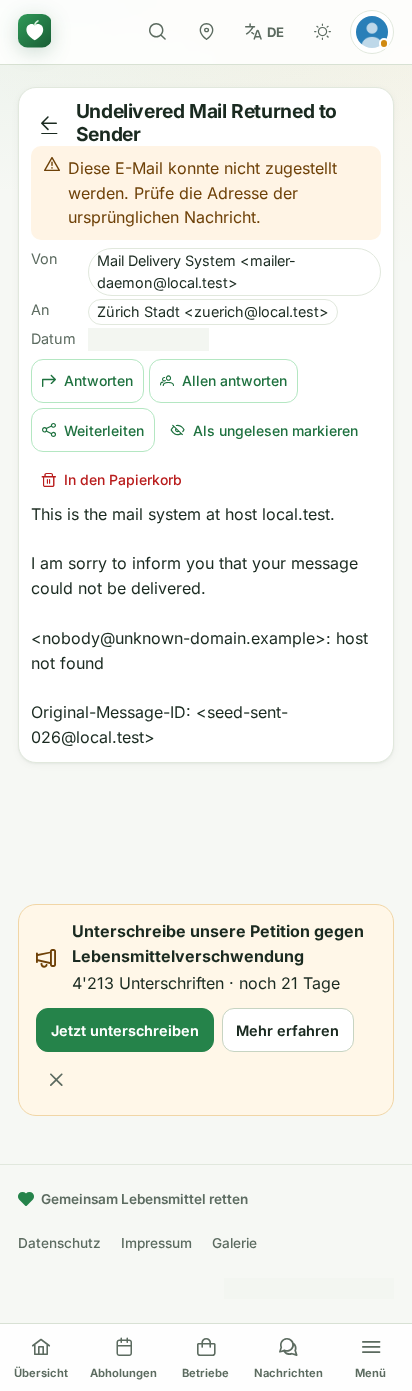 DE
Undelivered Mail Returned to
Sender
Diese E-Mail konnte nicht zugestellt
werden. Prüfe die Adresse der
ursprünglichen Nachricht.
Von
Mail Delivery System <mailer-
daemon@local.test>
An
Zürich Stadt <zuerich@local.test>
Datum
Antworten
Allen antworten
Weiterleiten
Als ungelesen markieren
In den Papierkorb
This is the mail system at host local.test.
I am sorry to inform you that your message
could not be delivered.
<nobody@unknown-domain.example>: host
not found
Original-Message-ID: <seed-sent-
026@local.test>
Unterschreibe unsere Petition gegen
Lebensmittelverschwendung
4'213 Unterschriften · noch 21 Tage
Jetzt unterschreiben
Mehr erfahren
Gemeinsam Lebensmittel retten
Datenschutz
Impressum
Galerie
Übersicht
Abholungen
Betriebe
Nachrichten
Menü